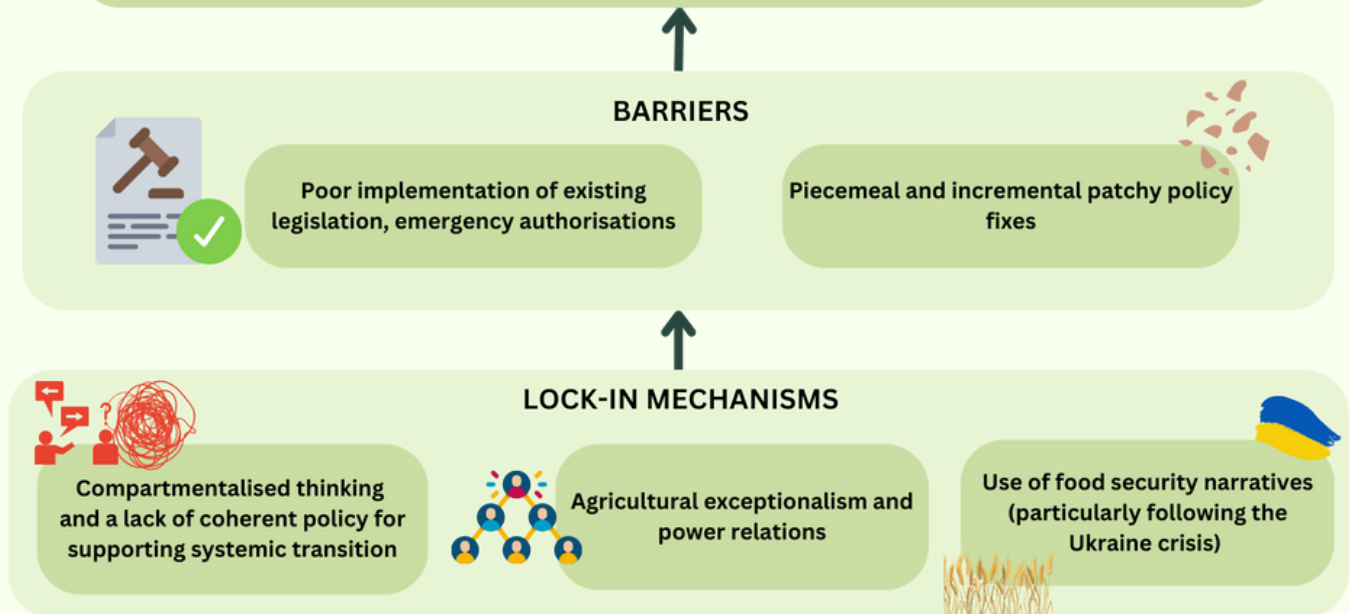 BARRIERS
Poor implementation of existing
legislation, emergency authorisations
Piecemeal and incremental patchy policy
fixes
LOCK-IN MECHANISMS
?
Compartmentalised thinking
and a lack of coherent policy for
supporting systemic transition
Agricultural exceptionalism and
power relations
Use of food security narratives
(particularly following the
Ukraine crisis)